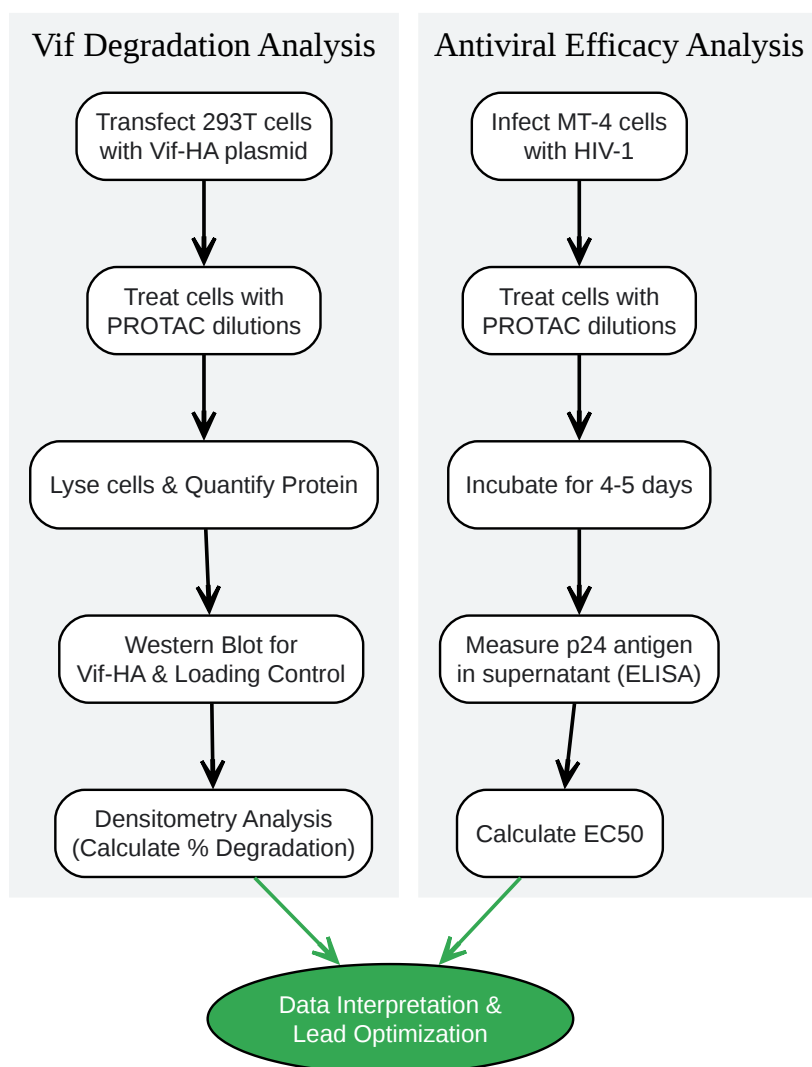 Vif Degradation Analysis
Transfect 293T cells
with Vif-HA plasmid
Treat cells with
PROTAC dilutions
Lyse cells & Quantify Protein
Western Blot for
Vif-HA & Loading Control
Densitometry Analysis
(Calculate % Degradation)
Antiviral Efficacy Analysis
Infect MT-4 cells
with HIV-1
Treat cells with
PROTAC dilutions
Incubate for 4-5 days
Measure p24 antigen
in supernatant (ELISA)
Calculate EC50
Data Interpretation &
Lead Optimization